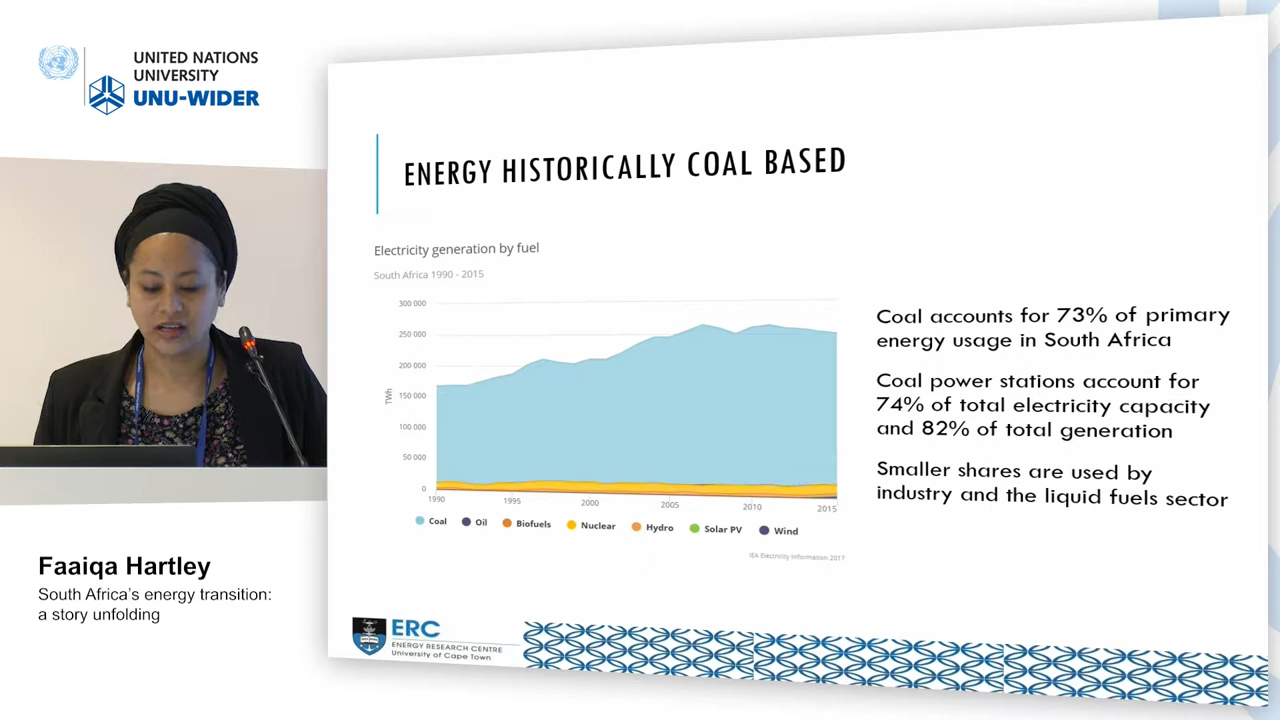 UNITED NATIONS
UNIVERSITY
UNU-WIDER
ENERGY HISTORICALLY COAL BASED
Electricity generation by fuel
South Africa 1990 - 2015
300 000
250 000
200 000
150 000
100 000
50 000
0
TWh
1990
1995
2000
2005
2010
2015
Coal
Oil
Biofuels
Nuclear
Hydro
Solar PV
Wind
IEA Electricity Information 2017
Coal accounts for 73% of primary
energy usage in South Africa
Coal power stations account for
74% of total electricity capacity
and 82% of total generation
Smaller shares are used by
industry and the liquid fuels sector
Faaiqa Hartley
South Africa's energy transition:
a story unfolding
ERC
ENERGY RESEARCH CENTRE
University of Cape Town